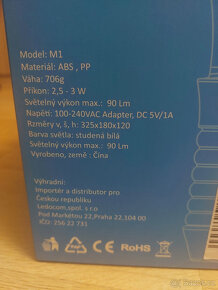 Model: M1
Materiál: ABS , PP
Váha: 706g
Příkon: 2,5 - 3 W
Světelný výkon max.: 90 Lm
Napětí: 100-240VAC Adapter, DC 5V/1A
Rozměry v, š, h: 325x180x120
Barva světla: studená bílá
Světelný výkon max.: 90 Lm
Vyrobeno, země: Čína
Výhradní:
Importér a distributor pro
Českou republiku
Ledocom,spol. s r.o.
Pod Markétou 22,Praha 22,104 00
IČO: 256 22 731
CE RoHS